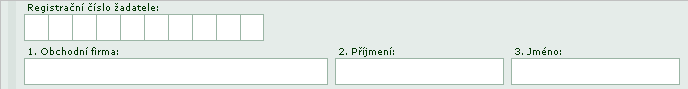 Registrační číslo žadatele:
1. Obchodní firma: 2. Příjmení: 3. Jméno: